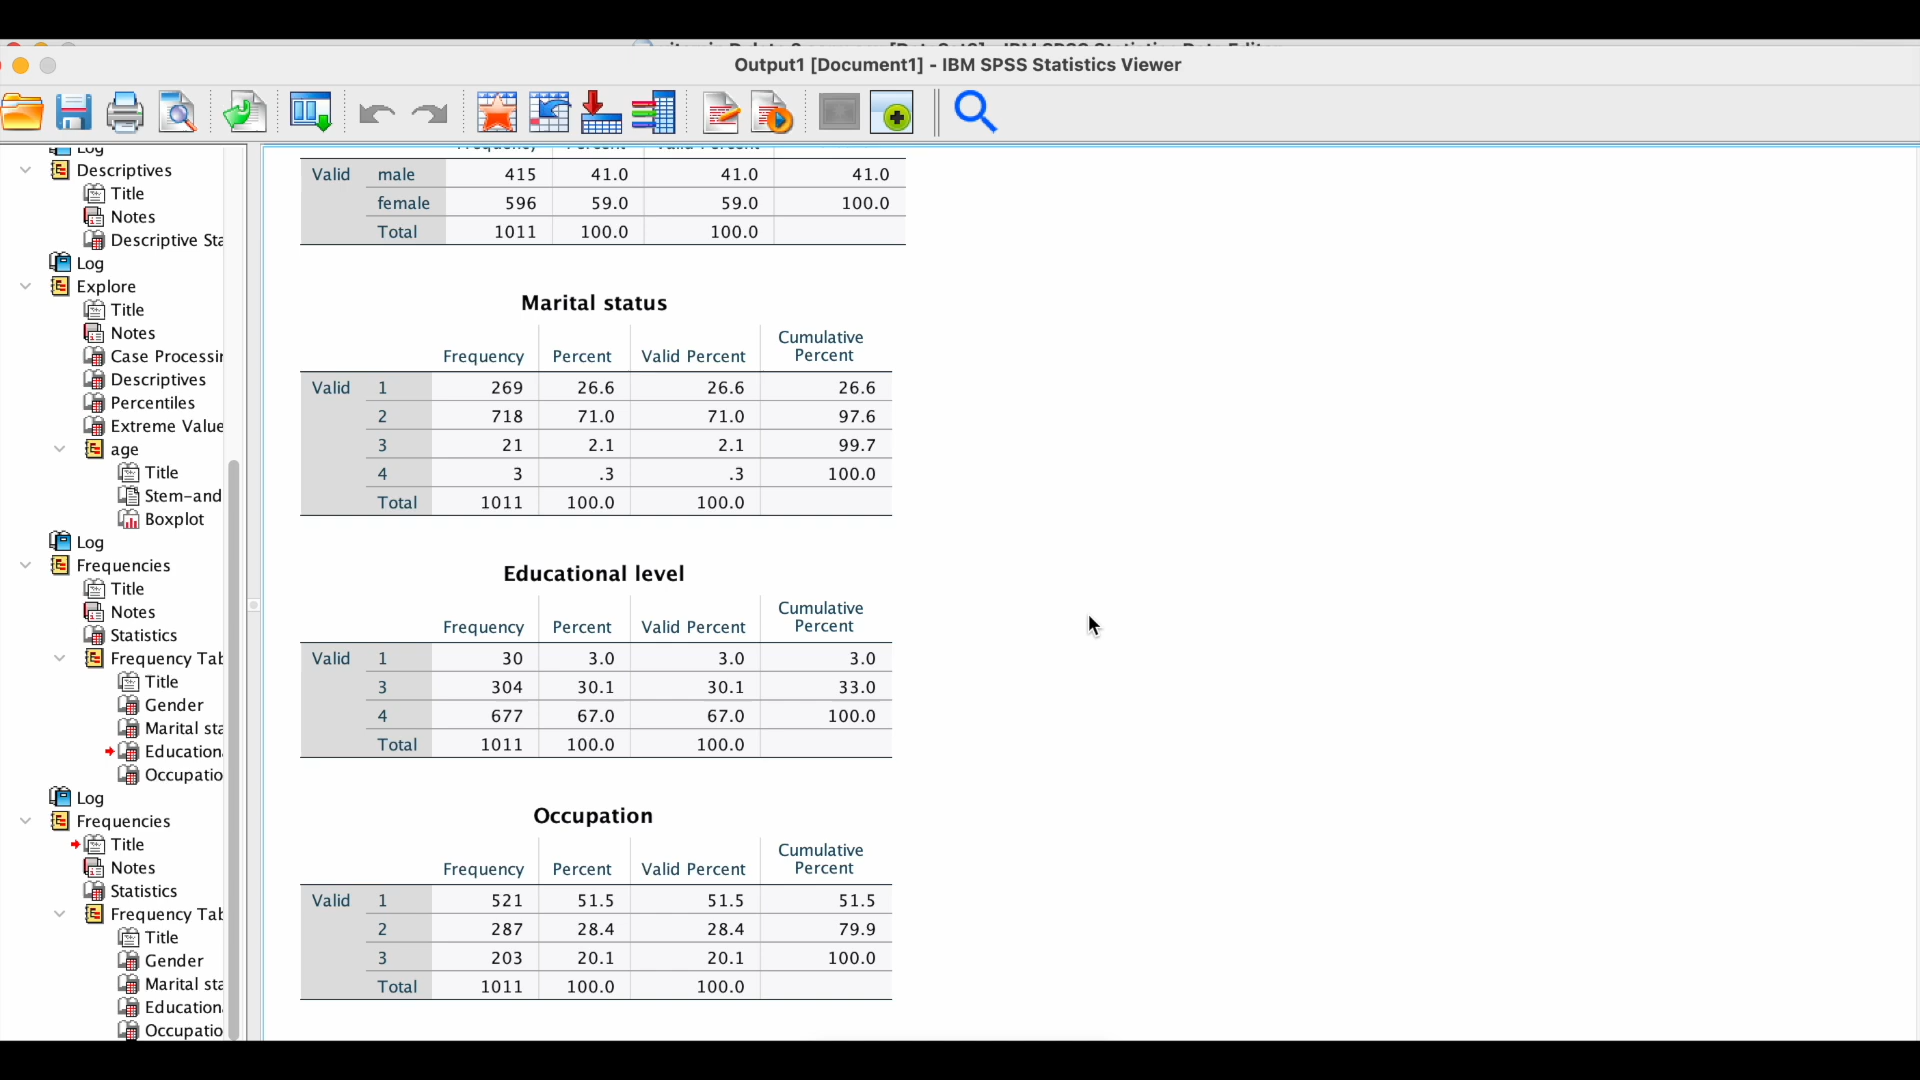 Output1 [Document1] - IBM SPSS Statistics Viewer
Log
Descriptives
Title
Notes
Descriptive Sta
Log
Explore
Title
Notes
Case Processin
Descriptives
Percentiles
Extreme Value
age
Title
Stem-and
Boxplot
Log
Frequencies
Title
Notes
Statistics
Frequency Tab
Title
Gender
Marital sta
Education
Occupatio
Log
Frequencies
Title
Notes
Statistics
Frequency Tab
Title
Gender
Marital sta
Education
Occupatio
Frequency Percent Valid Percent
Valid male 415 41.0 41.0 41.0
female 596 59.0 59.0 100.0
Total 1011 100.0 100.0
Marital status
Frequency Percent Valid Percent Cumulative Percent
Valid 1 269 26.6 26.6 26.6
2 718 71.0 71.0 97.6
3 21 2.1 2.1 99.7
4 3 .3 .3 100.0
Total 1011 100.0 100.0
Educational level
Frequency Percent Valid Percent Cumulative Percent
Valid 1 30 3.0 3.0 3.0
3 304 30.1 30.1 33.0
4 677 67.0 67.0 100.0
Total 1011 100.0 100.0
Occupation
Frequency Percent Valid Percent Cumulative Percent
Valid 1 521 51.5 51.5 51.5
2 287 28.4 28.4 79.9
3 203 20.1 20.1 100.0
Total 1011 100.0 100.0